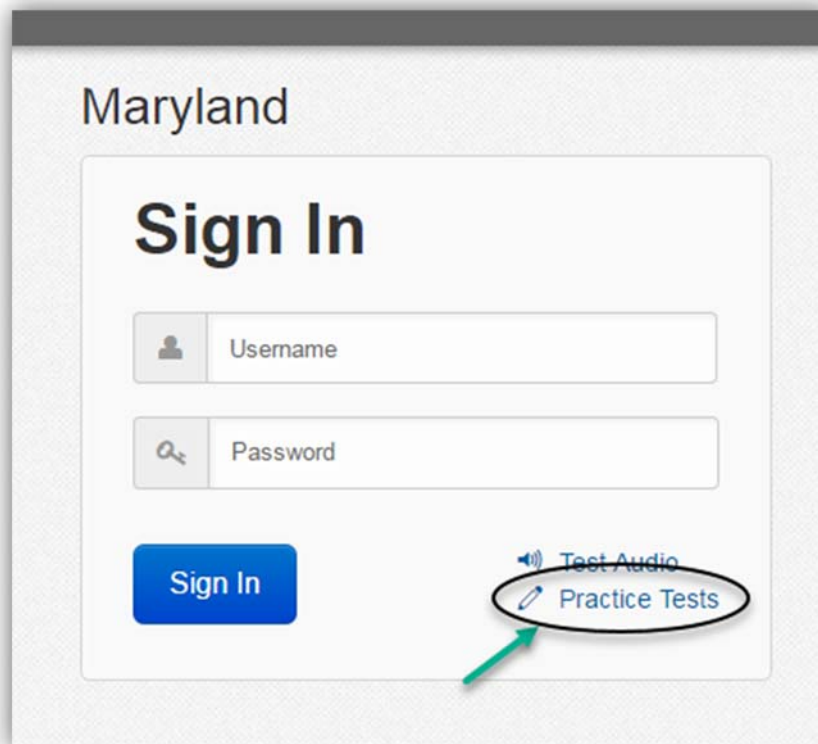 Maryland
Sign In
Username
Password
Sign In
Test Audio
Practice Tests